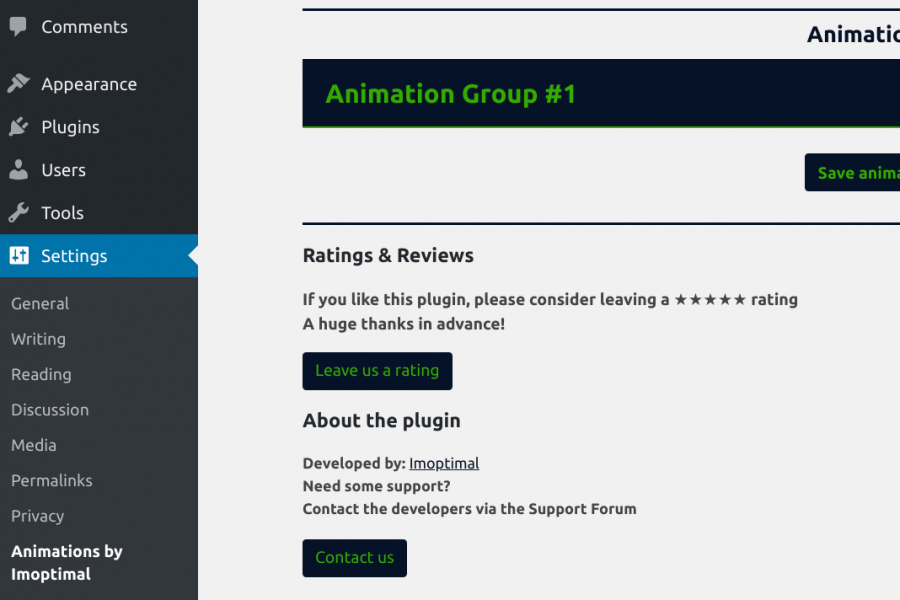 Comments
Appearance
Plugins
Users
Tools
Settings
General
Writing
Reading
Discussion
Media
Permalinks
Privacy
Animations by
Imoptimal
Animation Group #1
Ratings & Reviews
If you like this plugin, please consider leaving a ★★★★★ rating
A huge thanks in advance!
Leave us a rating
About the plugin
Developed by: Imoptimal
Need some support?
Contact the developers via the Support Forum
Contact us
Save